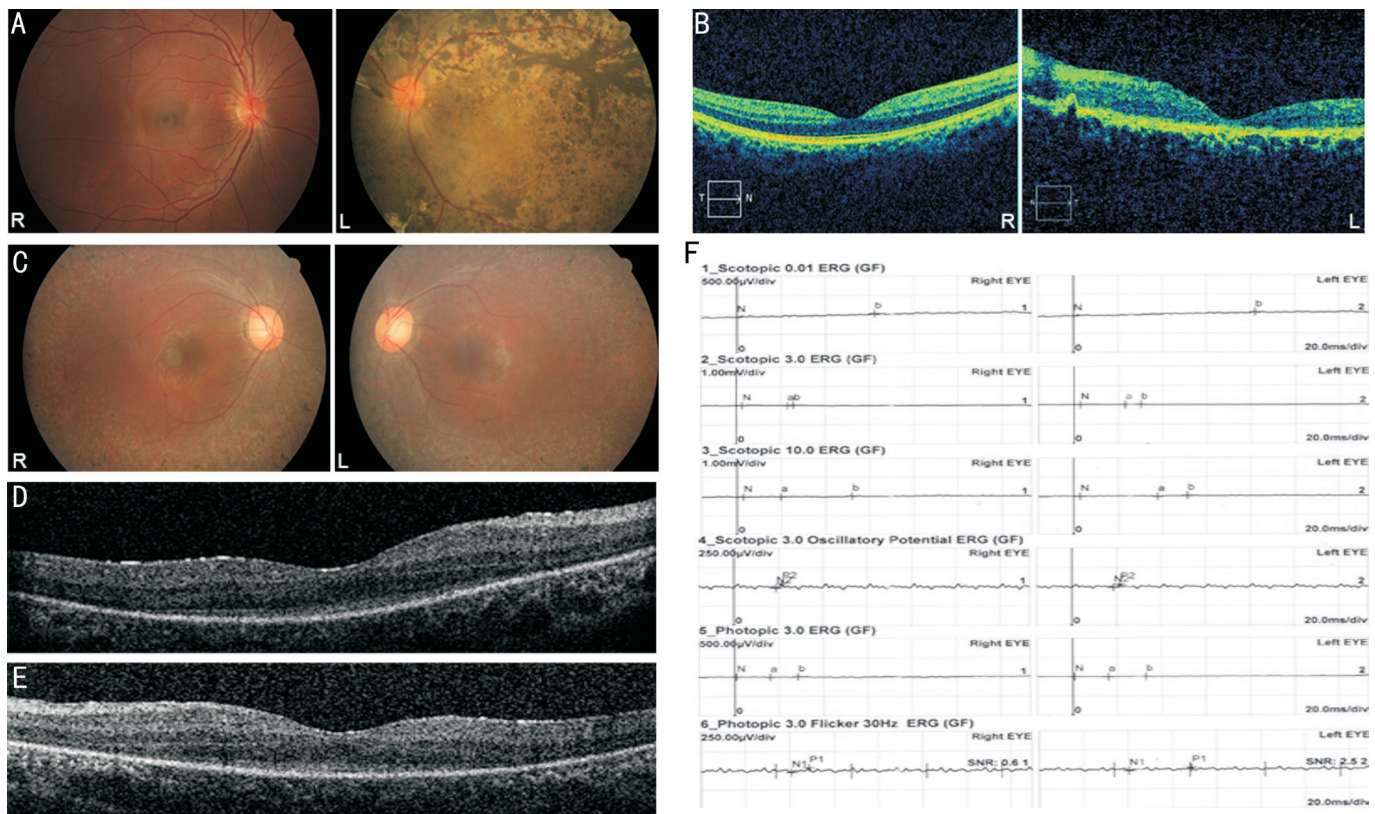 A
R
L
B
T
N
R
N
T
L
C
R
L
D
E
F
1_Scotopic 0.01 ERG (GF)
500.00µV/div Right EYE Left EYE
N b 1 N b 2
0 0 20.0ms/div
2_Scotopic 3.0 ERG (GF)
1.00mV/div Right EYE Left EYE
N a b 1 N a b 2
0 0 20.0ms/div
3_Scotopic 10.0 ERG (GF)
1.00mV/div Right EYE Left EYE
N a b 1 N a b 2
0 0 20.0ms/div
4_Scotopic 3.0 Oscillatory Potential ERG (GF)
250.00µV/div Right EYE Left EYE
N2 P2 1 N2 P2 2
0 0 20.0ms/div
5_Photopic 3.0 ERG (GF)
500.00µV/div Right EYE Left EYE
N a b 1 N a b 2
0 0 20.0ms/div
6_Photopic 3.0 Flicker 30Hz ERG (GF)
250.00µV/div Right EYE Left EYE
N1 P1 SNR: 0.6 1 N1 P1 SNR: 2.5 2
20.0ms/div